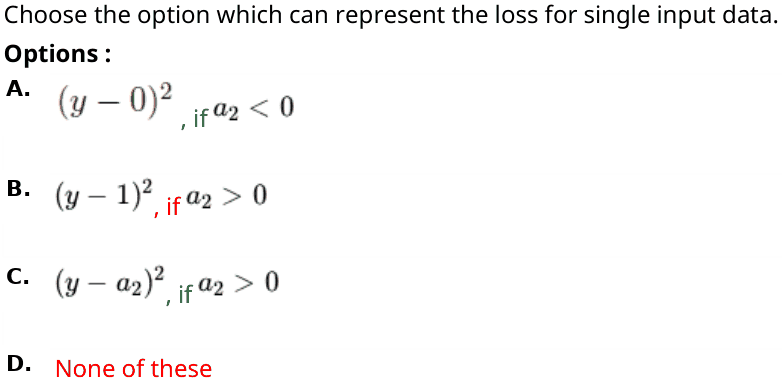 Choose the option which can represent the loss for single input data.
Options :
A. (y − 0)², if a₂ < 0
B. (y − 1)², if a₂ > 0
C. (y − a₂)², if a₂ > 0
D. None of these